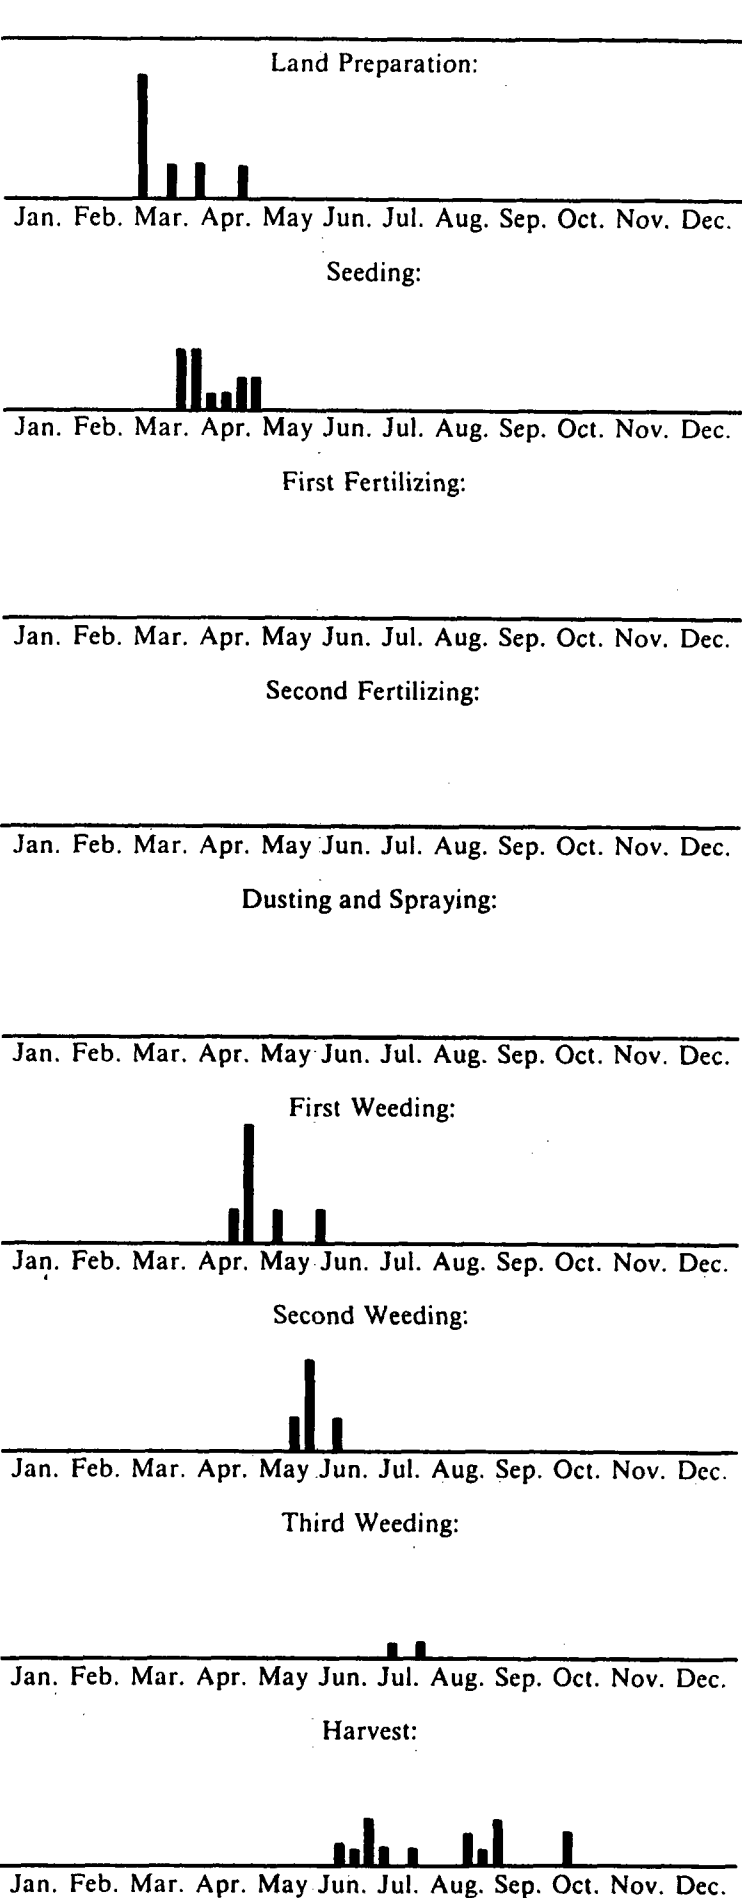 Land Preparation:
Jan. Feb. Mar. Apr. May Jun. Jul. Aug. Sep. Oct. Nov. Dec.
Seeding:
Jan. Feb. Mar. Apr. May Jun. Jul. Aug. Sep. Oct. Nov. Dec.
First Fertilizing:
Jan. Feb. Mar. Apr. May Jun. Jul. Aug. Sep. Oct. Nov. Dec.
Second Fertilizing:
Jan. Feb. Mar. Apr. May Jun. Jul. Aug. Sep. Oct. Nov. Dec.
Dusting and Spraying:
Jan. Feb. Mar. Apr. May Jun. Jul. Aug. Sep. Oct. Nov. Dec.
First Weeding:
Jan. Feb. Mar. Apr. May Jun. Jul. Aug. Sep. Oct. Nov. Dec.
Second Weeding:
Jan. Feb. Mar. Apr. May Jun. Jul. Aug. Sep. Oct. Nov. Dec.
Third Weeding:
Jan. Feb. Mar. Apr. May Jun. Jul. Aug. Sep. Oct. Nov. Dec.
Harvest:
Jan. Feb. Mar. Apr. May Jun. Jul. Aug. Sep. Oct. Nov. Dec.